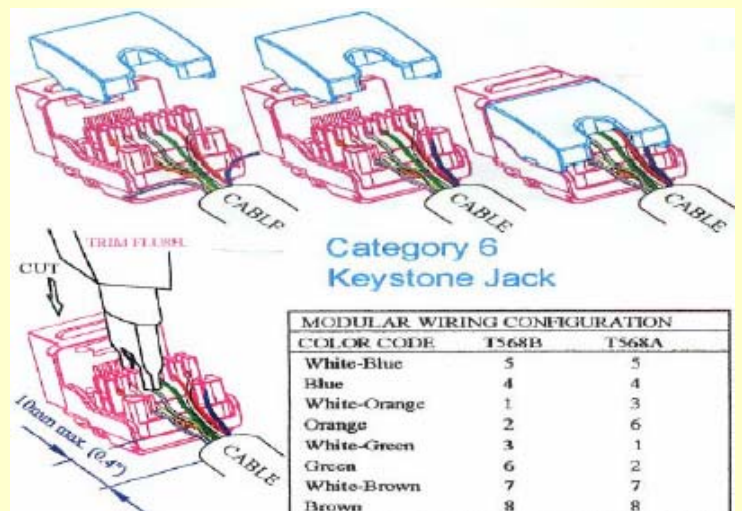 CABLE
CABLE
CABLE
TRIM FLUSH
CUT
Category 6
Keystone Jack
10mm max. (0.4")
CABLE
MODULAR WIRING CONFIGURATION
COLOR CODE T568B T568A
White-Blue 5 5
Blue 4 4
White-Orange 1 3
Orange 2 6
White-Green 3 1
Green 6 2
White-Brown 7 7
Brown 8 8